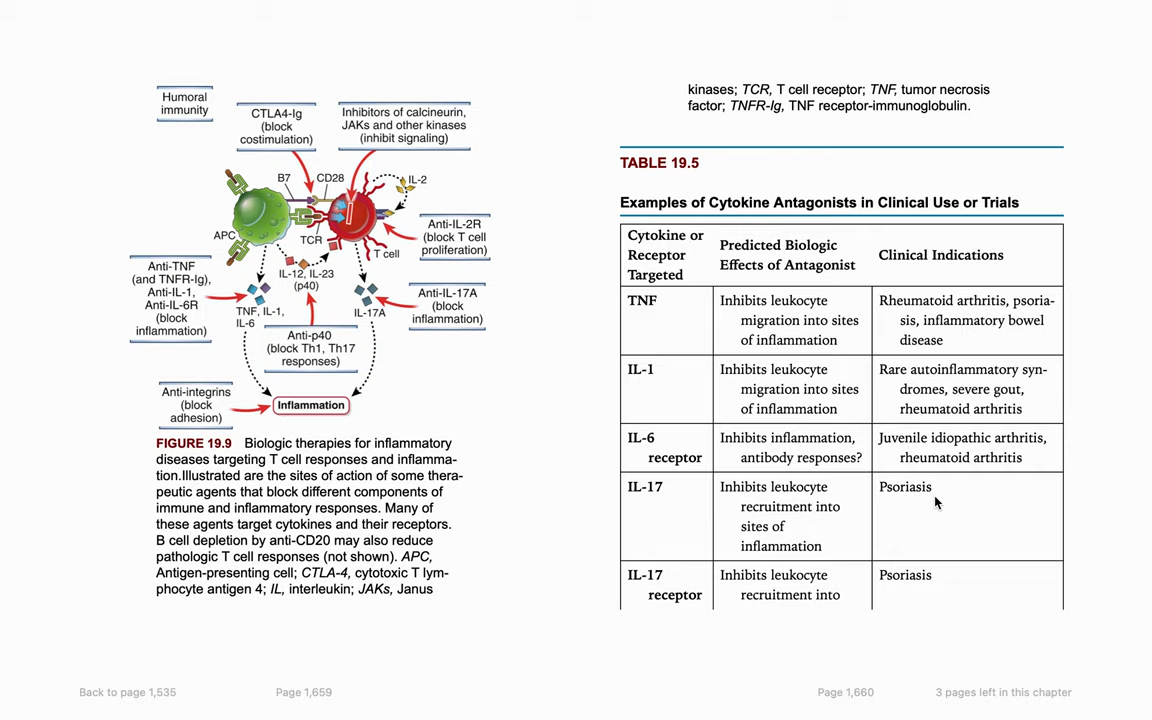 Humoral
immunity
CTLA4-Ig
(block
costimulation)
Inhibitors of calcineurin,
JAKs and other kinases
(inhibit signaling)
B7
CD28
IL-2
APC
TCR
T cell
Anti-IL-2R
(block T cell
proliferation)
Anti-TNF
(and TNFR-Ig),
Anti-IL-1,
Anti-IL-6R
(block
inflammation)
IL-12, IL-23
(p40)
TNF, IL-1,
IL-6
IL-17A
Anti-IL-17A
(block
inflammation)
Anti-p40
(block Th1, Th17
responses)
Anti-integrins
(block
adhesion)
Inflammation
FIGURE 19.9 Biologic therapies for inflammatory
diseases targeting T cell responses and inflamma-
tion.Illustrated are the sites of action of some thera-
peutic agents that block different components of
immune and inflammatory responses. Many of
these agents target cytokines and their receptors.
B cell depletion by anti-CD20 may also reduce
pathologic T cell responses (not shown). APC,
Antigen-presenting cell; CTLA-4, cytotoxic T lym-
phocyte antigen 4; IL, interleukin; JAKs, Janus
kinases; TCR, T cell receptor; TNF, tumor necrosis
factor; TNFR-Ig, TNF receptor-immunoglobulin.
TABLE 19.5
Examples of Cytokine Antagonists in Clinical Use or Trials
Cytokine or
Receptor
Targeted
Predicted Biologic
Effects of Antagonist
Clinical Indications
TNF
Inhibits leukocyte
migration into sites
of inflammation
Rheumatoid arthritis, psoria-
sis, inflammatory bowel
disease
IL-1
Inhibits leukocyte
migration into sites
of inflammation
Rare autoinflammatory syn-
dromes, severe gout,
rheumatoid arthritis
IL-6
receptor
Inhibits inflammation,
antibody responses?
Juvenile idiopathic arthritis,
rheumatoid arthritis
IL-17
Inhibits leukocyte
recruitment into
sites of
inflammation
Psoriasis
IL-17
receptor
Inhibits leukocyte
recruitment into
Psoriasis
Back to page 1,535
Page 1,659
Page 1,660
3 pages left in this chapter